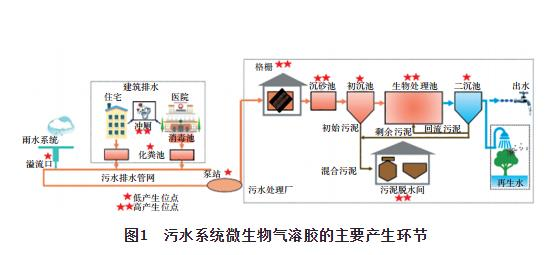 建筑排水
住宅
医院
冲厕
★★
消毒池
★
化粪池
★
雨水系统
★
溢流口
污水排水管网
泵站★
★低产生位点
★★高产生位点
污水处理厂
格栅★★
★★
沉砂池
★
初沉池
★★
生物处理池
★
二沉池
出水
初始污泥
剩余污泥
回流污泥
混合污泥
污泥脱水间
★★
★
再生水
图1 污水系统微生物气溶胶的主要产生环节